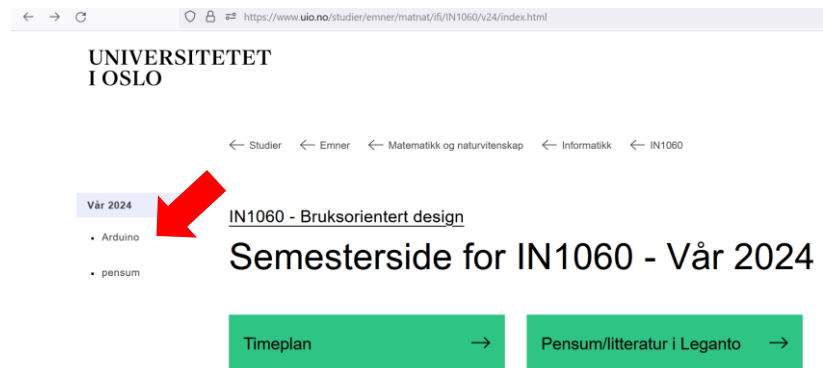 https://www.uio.no/studier/emner/matnat/ifi/IN1060/v24/index.html
UNIVERSITETET
I OSLO
← Studier ← Emner ← Matematikk og naturvitenskap ← Informatikk ← IN1060
Vår 2024
• Arduino
• pensum
IN1060 - Bruksorientert design
Semesterside for IN1060 - Vår 2024
Timeplan →
Pensum/litteratur i Leganto →